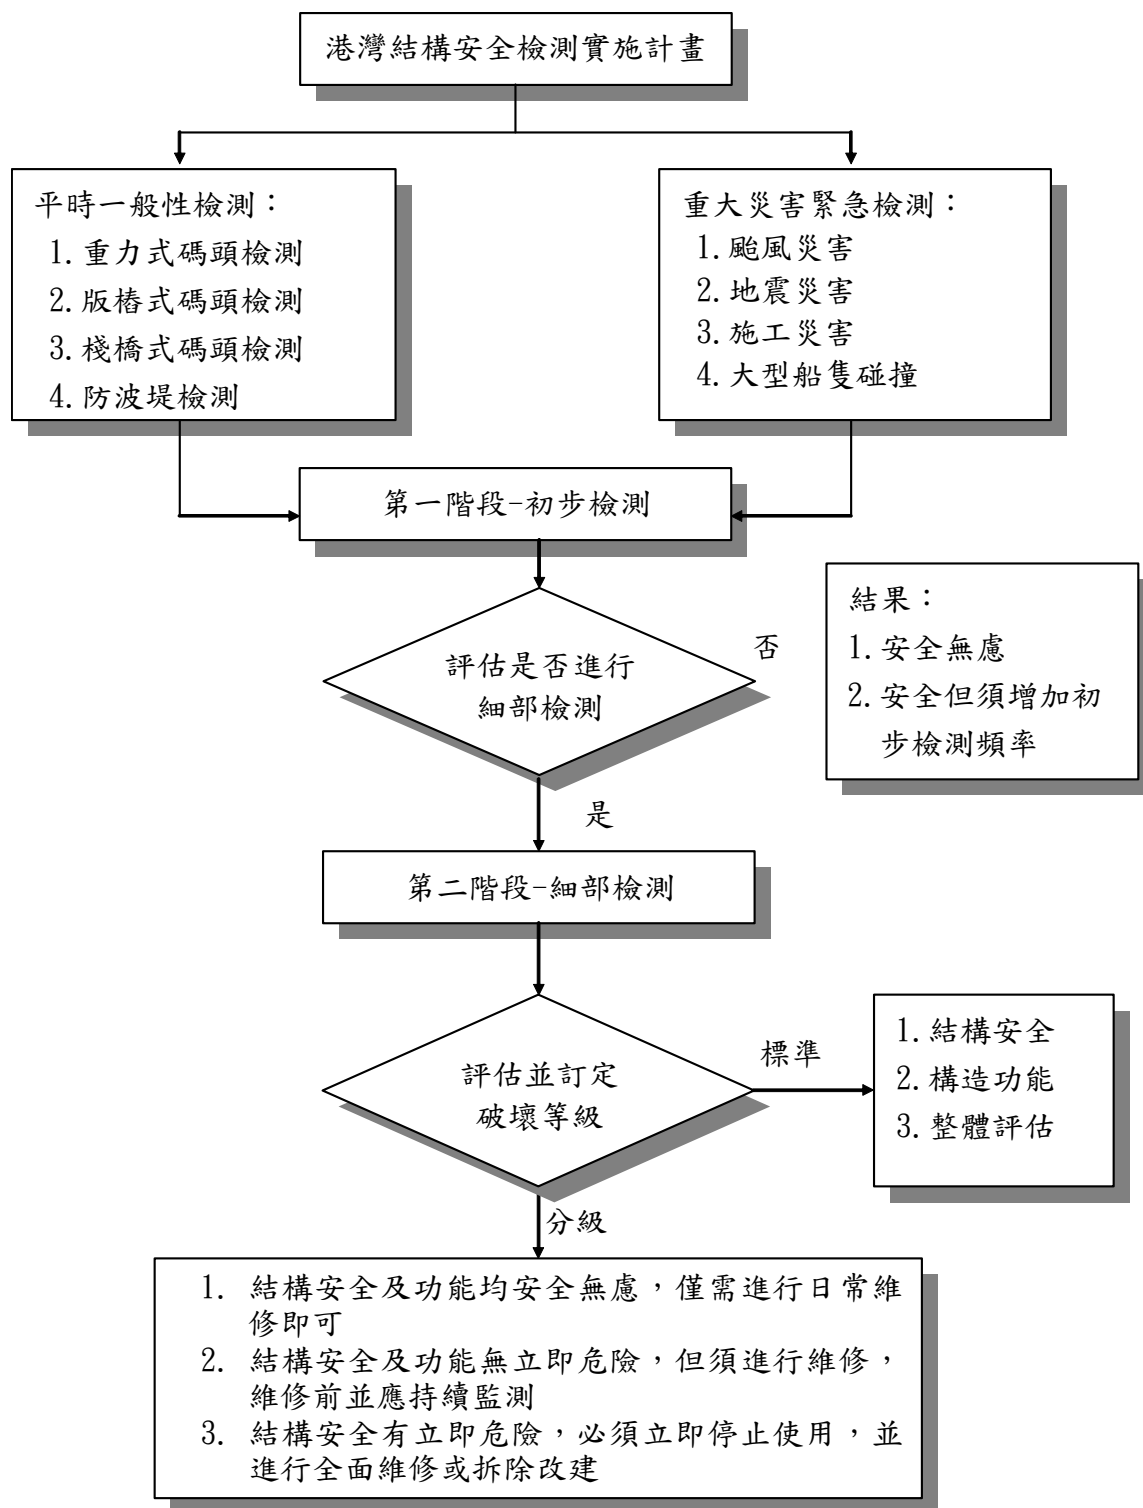 港灣結構安全檢測實施計畫
平時一般性檢測：
1.重力式碼頭檢測
2.版樁式碼頭檢測
3.棧橋式碼頭檢測
4.防波堤檢測
重大災害緊急檢測：
1.颱風災害
2.地震災害
3.施工災害
4.大型船隻碰撞
第一階段-初步檢測
評估是否進行
細部檢測
否
結果：
1.安全無慮
2.安全但須增加初
步檢測頻率
是
第二階段-細部檢測
評估並訂定
破壞等級
標準
1.結構安全
2.構造功能
3.整體評估
分級
1. 結構安全及功能均安全無慮，僅需進行日常維
修即可
2. 結構安全及功能無立即危險，但須進行維修，
維修前並應持續監測
3. 結構安全有立即危險，必須立即停止使用，並
進行全面維修或拆除改建